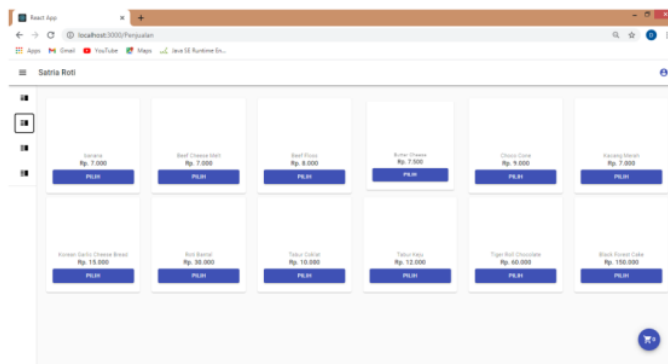 React App
localhost:3000/Penjualan
Apps Gmail YouTube Maps Java SE Runtime En...
Satria Roti
Banana Beef Cheese Melt Beef Floss Butter Cheese Choco Cone Kacang Merah
Rp. 7.000 Rp. 7.000 Rp. 8.000 Rp. 7.500 Rp. 9.000 Rp. 7.000
PILIH PILIH PILIH PILIH PILIH PILIH
Korean Garlic Cheese Bread Roti Bantal Tabur Coklat Tabur Keju Tiger Roll Chocolate Black Forest Cake
Rp. 15.000 Rp. 30.000 Rp. 10.000 Rp. 12.000 Rp. 60.000 Rp. 150.000
PILIH PILIH PILIH PILIH PILIH PILIH